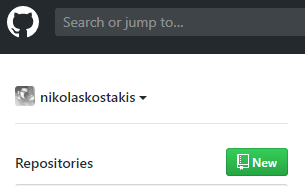 Search or jump to...
nikolaskostakis
Repositories New